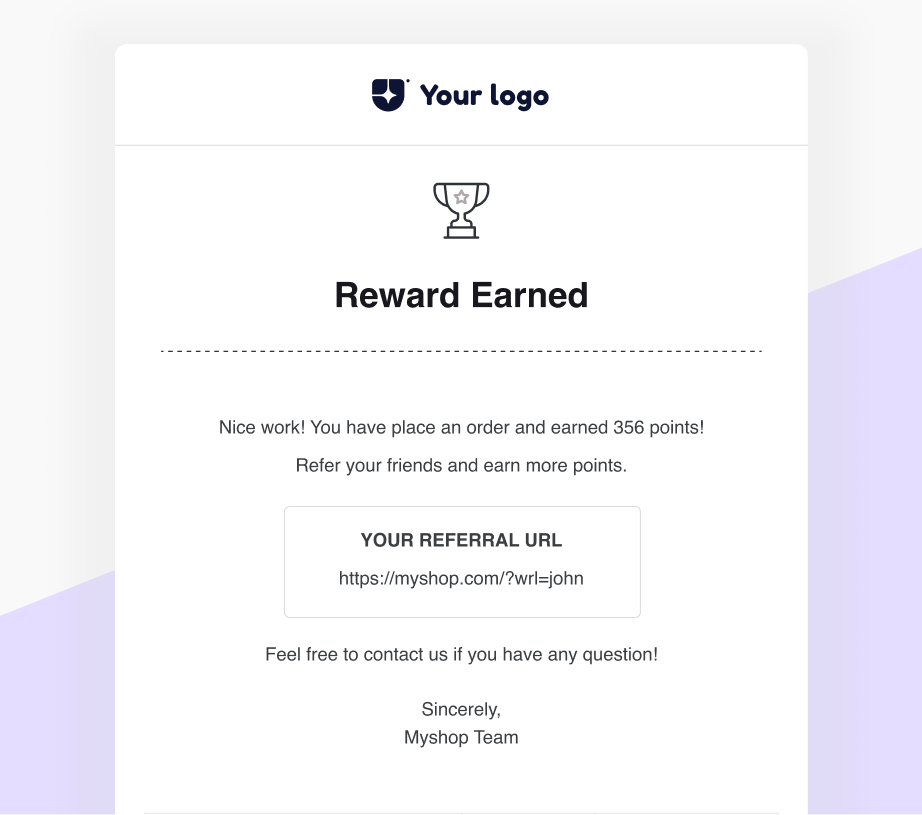 Your logo
Reward Earned
Nice work! You have place an order and earned 356 points!
Refer your friends and earn more points.
YOUR REFERRAL URL
https://myshop.com/?wrl=john
Feel free to contact us if you have any question!
Sincerely,
Myshop Team